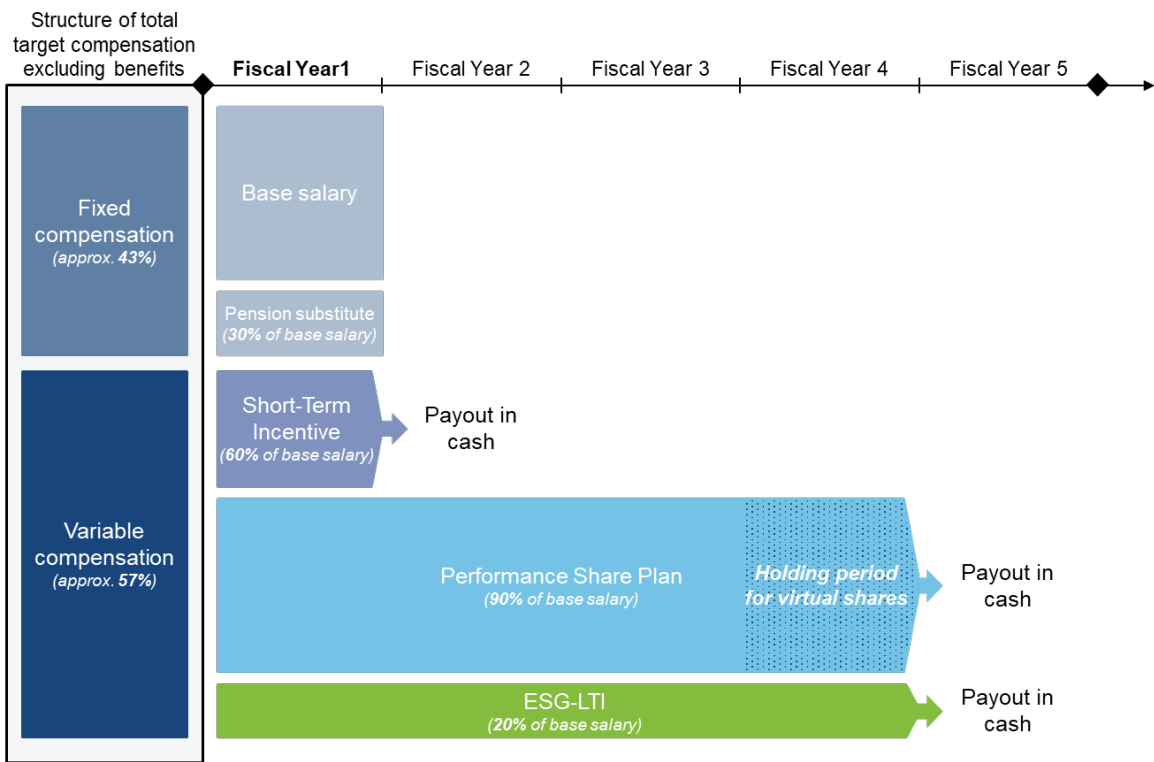 Structure of total
target compensation
excluding benefits
Fiscal Year1
Fiscal Year 2
Fiscal Year 3
Fiscal Year 4
Fiscal Year 5
Fixed
compensation
(approx. 43%)
Base salary
Pension substitute
(30% of base salary)
Variable
compensation
(approx. 57%)
Short-Term
Incentive
(60% of base salary)
Payout in
cash
Performance Share Plan
(90% of base salary)
Holding period
for virtual shares
Payout in
cash
ESG-LTI
(20% of base salary)
Payout in
cash